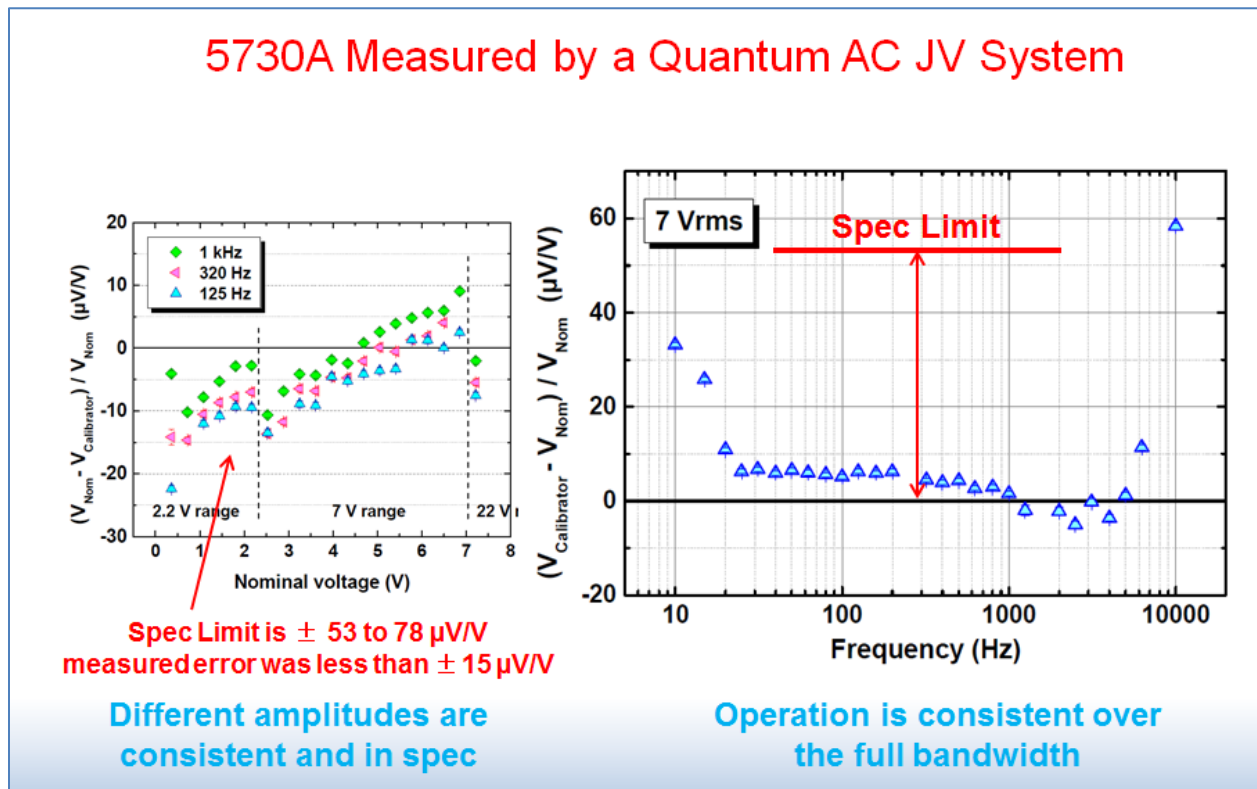 5730A Measured by a Quantum AC JV System
(V_Nom - V_Calibrator) / V_Nom (µV/V)
20
10
0
-10
-20
-30
1 kHz
320 Hz
125 Hz
2.2 V range
7 V range
22 V r
0 1 2 3 4 5 6 7 8
Nominal voltage (V)
Spec Limit is ± 53 to 78 µV/V
measured error was less than ± 15 µV/V
Different amplitudes are
consistent and in spec
(V_Calibrator - V_Nom) / V_Nom (µV/V)
60
40
20
0
-20
7 Vrms
Spec Limit
10 100 1000 10000
Frequency (Hz)
Operation is consistent over
the full bandwidth